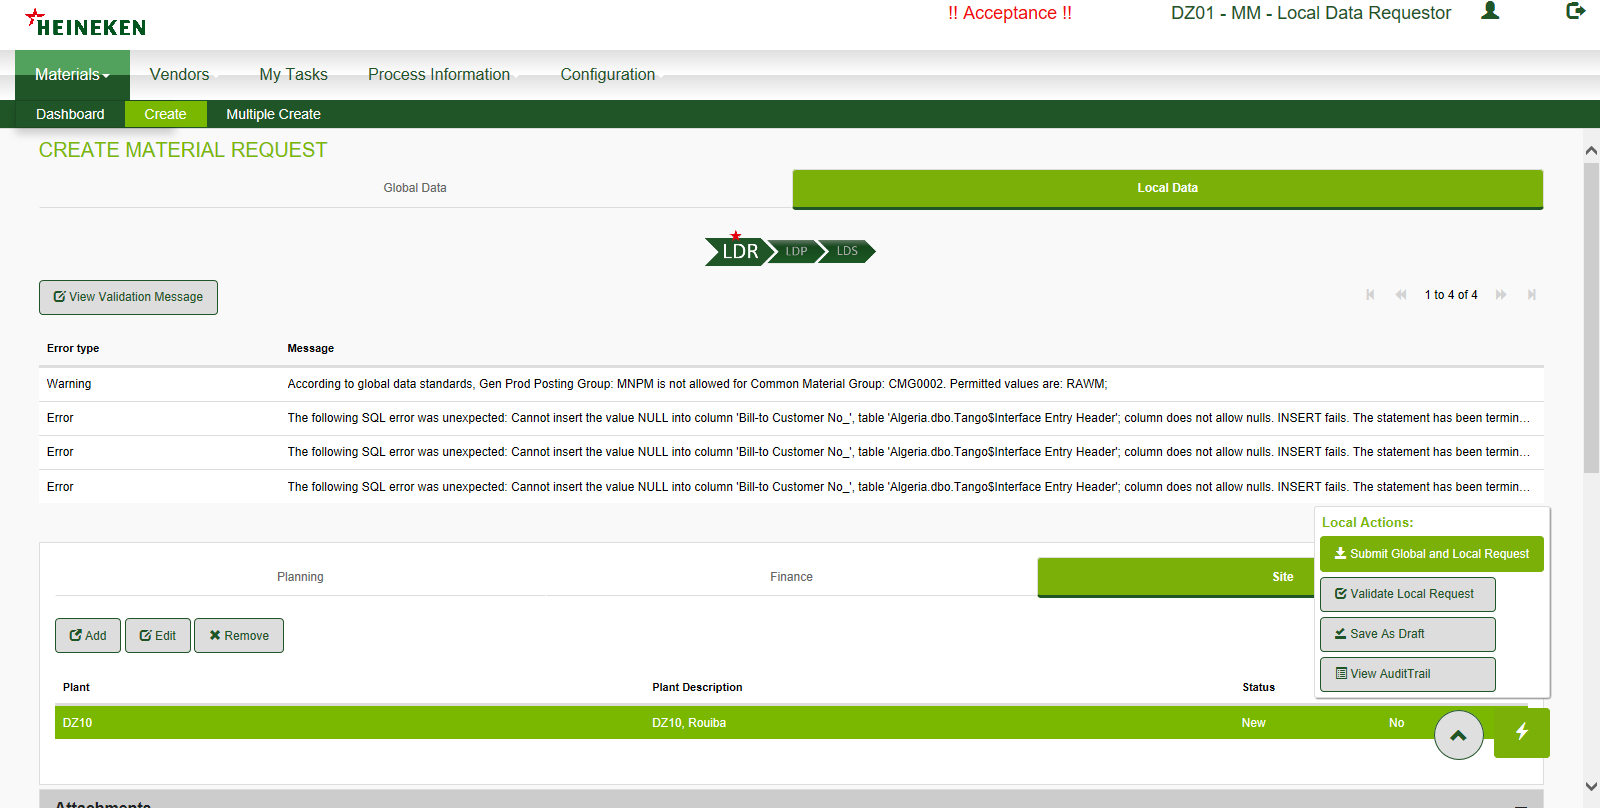 HEINEKEN
!! Acceptance !!
DZ01 - MM - Local Data Requestor
Materials
Vendors
My Tasks
Process Information
Configuration
Dashboard
Create
Multiple Create
CREATE MATERIAL REQUEST
Global Data
Local Data
LDR
LDP
LDS
View Validation Message
1 to 4 of 4
Error type
Message
Warning
According to global data standards, Gen Prod Posting Group: MNPM is not allowed for Common Material Group: CMG0002. Permitted values are: RAWM;
Error
The following SQL error was unexpected: Cannot insert the value NULL into column 'Bill-to Customer No_', table 'Algeria.dbo.Tango$Interface Entry Header'; column does not allow nulls. INSERT fails. The statement has been termin...
Error
The following SQL error was unexpected: Cannot insert the value NULL into column 'Bill-to Customer No_', table 'Algeria.dbo.Tango$Interface Entry Header'; column does not allow nulls. INSERT fails. The statement has been termin...
Error
The following SQL error was unexpected: Cannot insert the value NULL into column 'Bill-to Customer No_', table 'Algeria.dbo.Tango$Interface Entry Header'; column does not allow nulls. INSERT fails. The statement has been termin...
Local Actions:
Submit Global and Local Request
Validate Local Request
Save As Draft
View AuditTrail
Planning
Finance
Site
Add
Edit
Remove
Plant
Plant Description
Status
DZ10
DZ10, Rouiba
New
No
Attachments